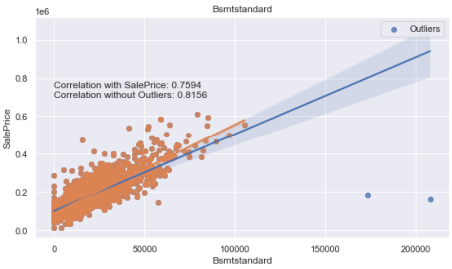 Bsmtstandard
1e6
Outliers
1.0
0.8
0.6
0.4
0.2
0.0
Correlation with SalePrice: 0.7594
Correlation without Outliers: 0.8156
SalePrice
0 50000 100000 150000 200000
Bsmtstandard